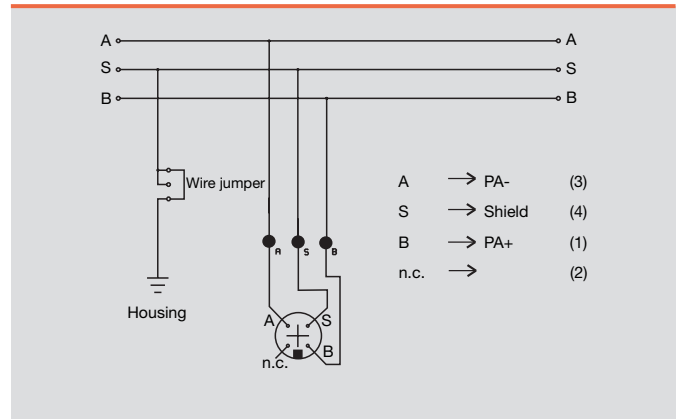 A A
S S
B B
Wire jumper
A → PA- (3)
S → Shield (4)
B → PA+ (1)
n.c. → (2)
A S B
Housing
A S
B
n.c.